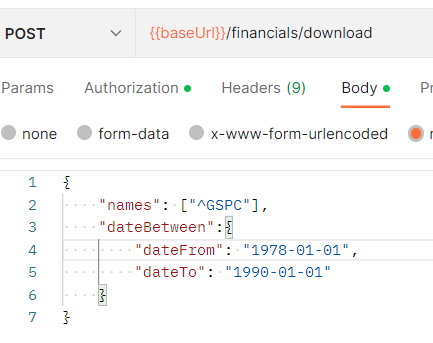 POST {{baseUrl}}/financials/download
Params Authorization Headers (9) Body
none form-data x-www-form-urlencoded
1 {
2 "names": ["^GSPC"],
3 "dateBetween":{
4 "dateFrom": "1978-01-01",
5 "dateTo": "1990-01-01"
6 }
7 }